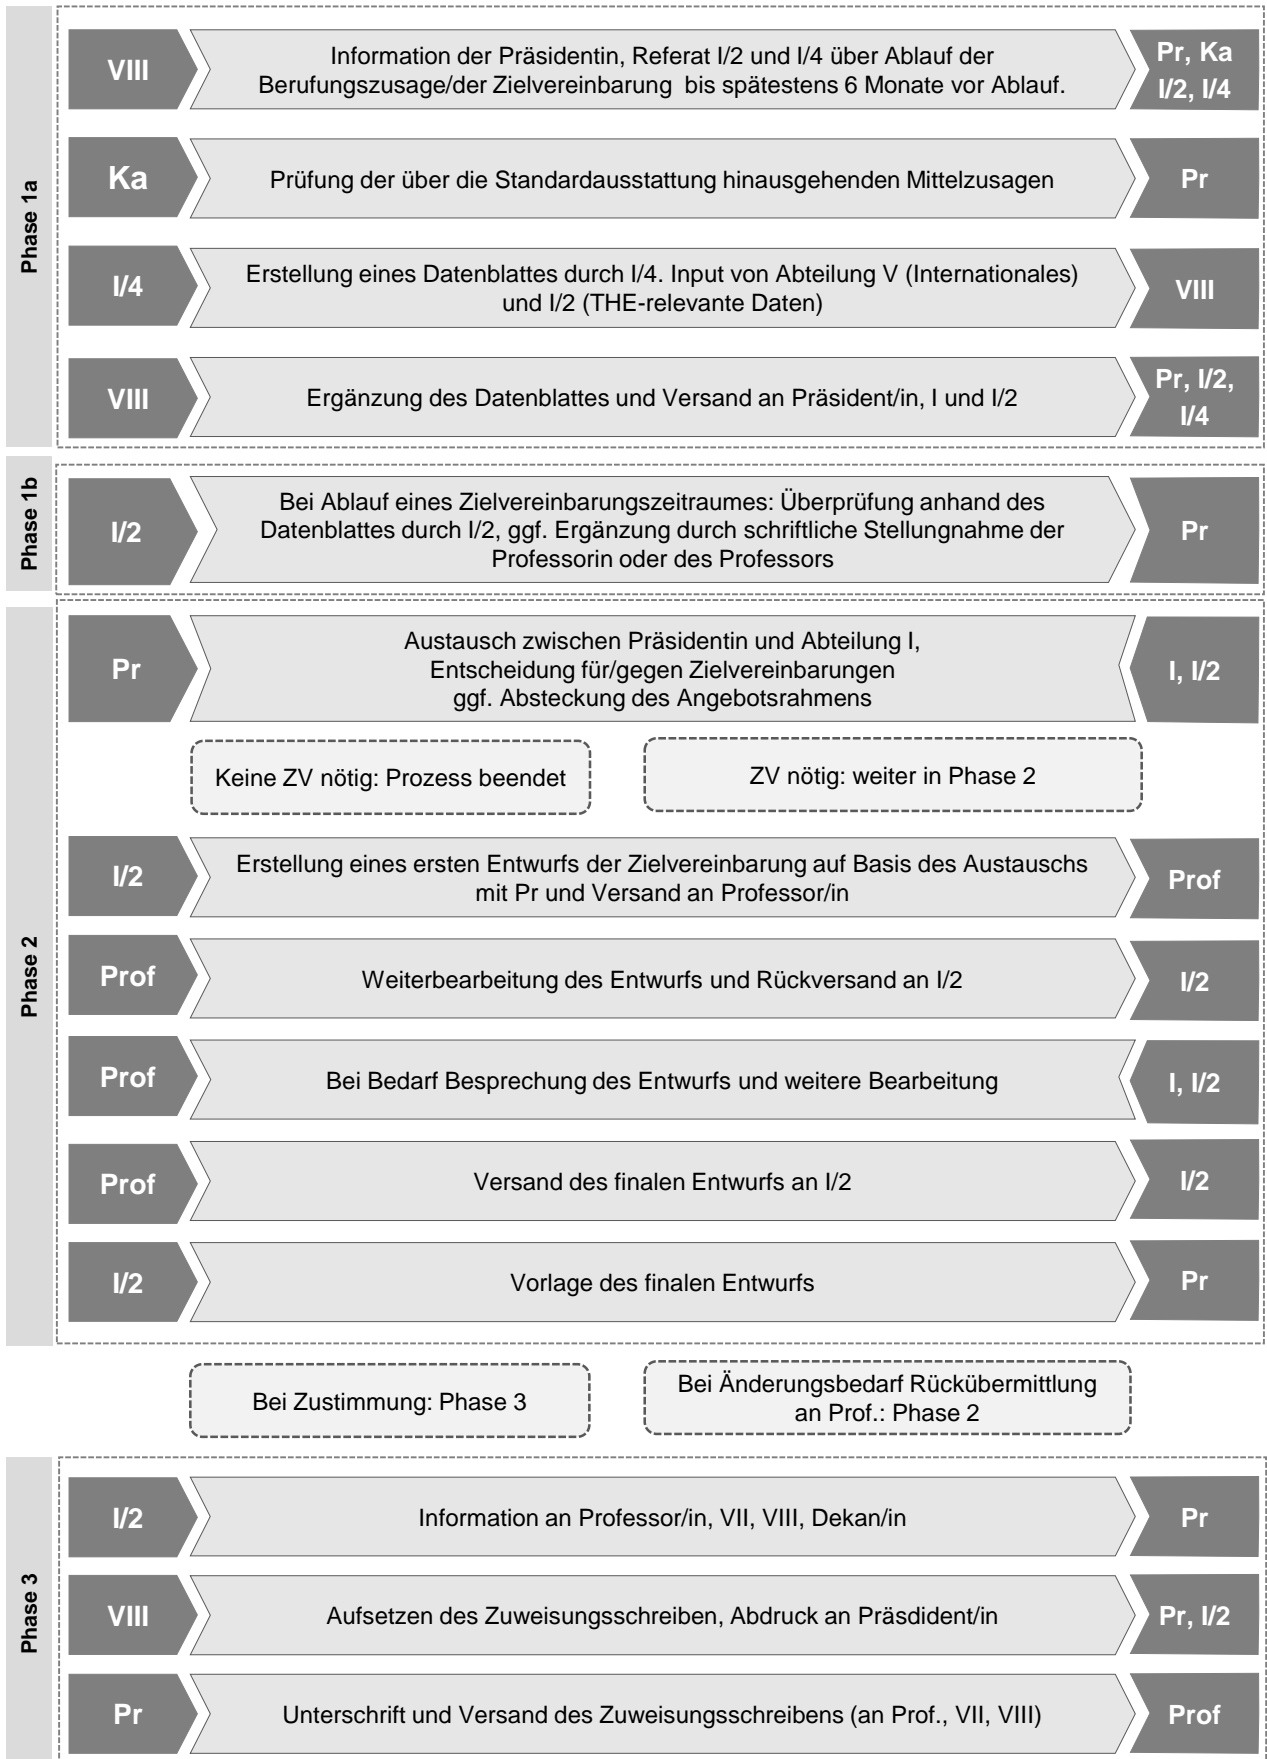 Phase 1a
VIII
Information der Präsidentin, Referat I/2 und I/4 über Ablauf der
Berufungszusage/der Zielvereinbarung bis spätestens 6 Monate vor Ablauf.
Pr, Ka
I/2, I/4
Ka
Prüfung der über die Standardausstattung hinausgehenden Mittelzusagen
Pr
I/4
Erstellung eines Datenblattes durch I/4. Input von Abteilung V (Internationales)
und I/2 (THE-relevante Daten)
VIII
VIII
Ergänzung des Datenblattes und Versand an Präsident/in, I und I/2
Pr, I/2,
I/4
Phase 1b
I/2
Bei Ablauf eines Zielvereinbarungszeitraumes: Überprüfung anhand des
Datenblattes durch I/2, ggf. Ergänzung durch schriftliche Stellungnahme der
Professorin oder des Professors
Pr
Phase 2
Pr
Austausch zwischen Präsidentin und Abteilung I,
Entscheidung für/gegen Zielvereinbarungen
ggf. Absteckung des Angebotsrahmens
I, I/2
Keine ZV nötig: Prozess beendet
ZV nötig: weiter in Phase 2
I/2
Erstellung eines ersten Entwurfs der Zielvereinbarung auf Basis des Austauschs
mit Pr und Versand an Professor/in
Prof
Prof
Weiterbearbeitung des Entwurfs und Rückversand an I/2
I/2
Prof
Bei Bedarf Besprechung des Entwurfs und weitere Bearbeitung
I, I/2
Prof
Versand des finalen Entwurfs an I/2
I/2
I/2
Vorlage des finalen Entwurfs
Pr
Bei Zustimmung: Phase 3
Bei Änderungsbedarf Rückübermittlung
an Prof.: Phase 2
Phase 3
I/2
Information an Professor/in, VII, VIII, Dekan/in
Pr
VIII
Aufsetzen des Zuweisungsschreiben, Abdruck an Präsdident/in
Pr, I/2
Pr
Unterschrift und Versand des Zuweisungsschreibens (an Prof., VII, VIII)
Prof